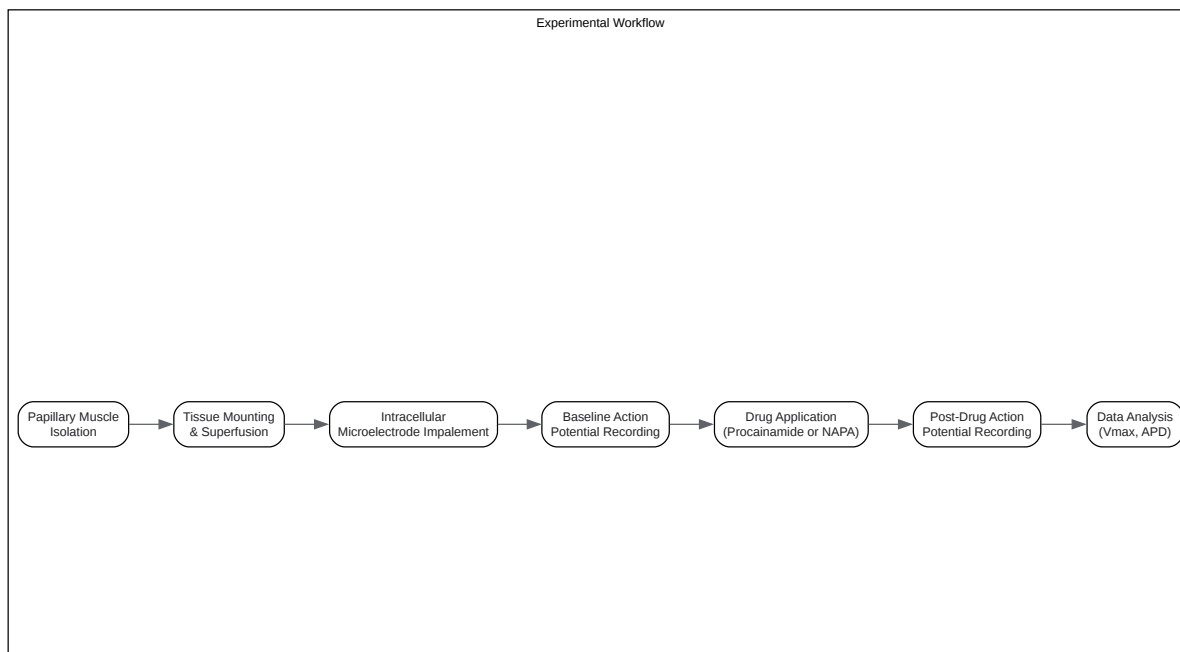 Experimental Workflow
Papillary Muscle
Isolation
Tissue Mounting
& Superfusion
Intracellular
Microelectrode Impalement
Baseline Action
Potential Recording
Drug Application
(Procainamide or NAPA)
Post-Drug Action
Potential Recording
Data Analysis
(Vmax, APD)